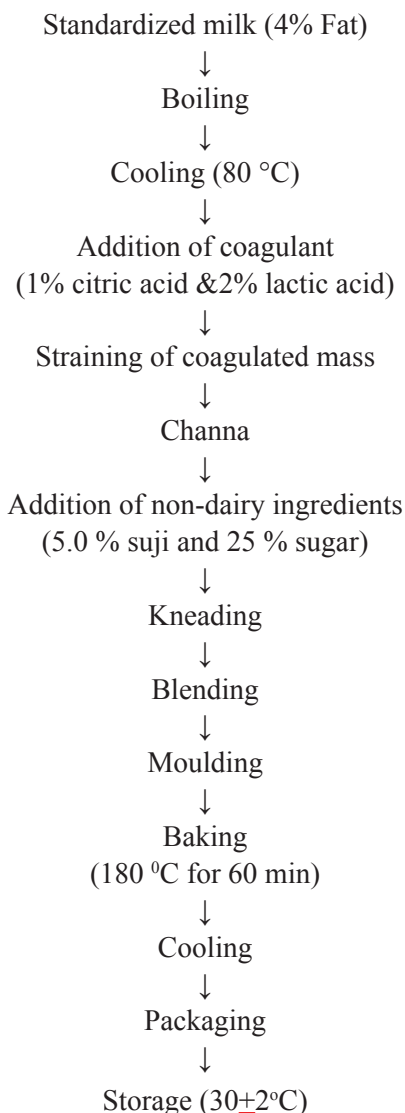 Standardized milk (4% Fat)
↓
Boiling
↓
Cooling (80 °C)
↓
Addition of coagulant
(1% citric acid &2% lactic acid)
↓
Straining of coagulated mass
↓
Channa
↓
Addition of non-dairy ingredients
(5.0 % suji and 25 % sugar)
↓
Kneading
↓
Blending
↓
Moulding
↓
Baking
(180 ⁰C for 60 min)
↓
Cooling
↓
Packaging
↓
Storage (30+2ᵒC)